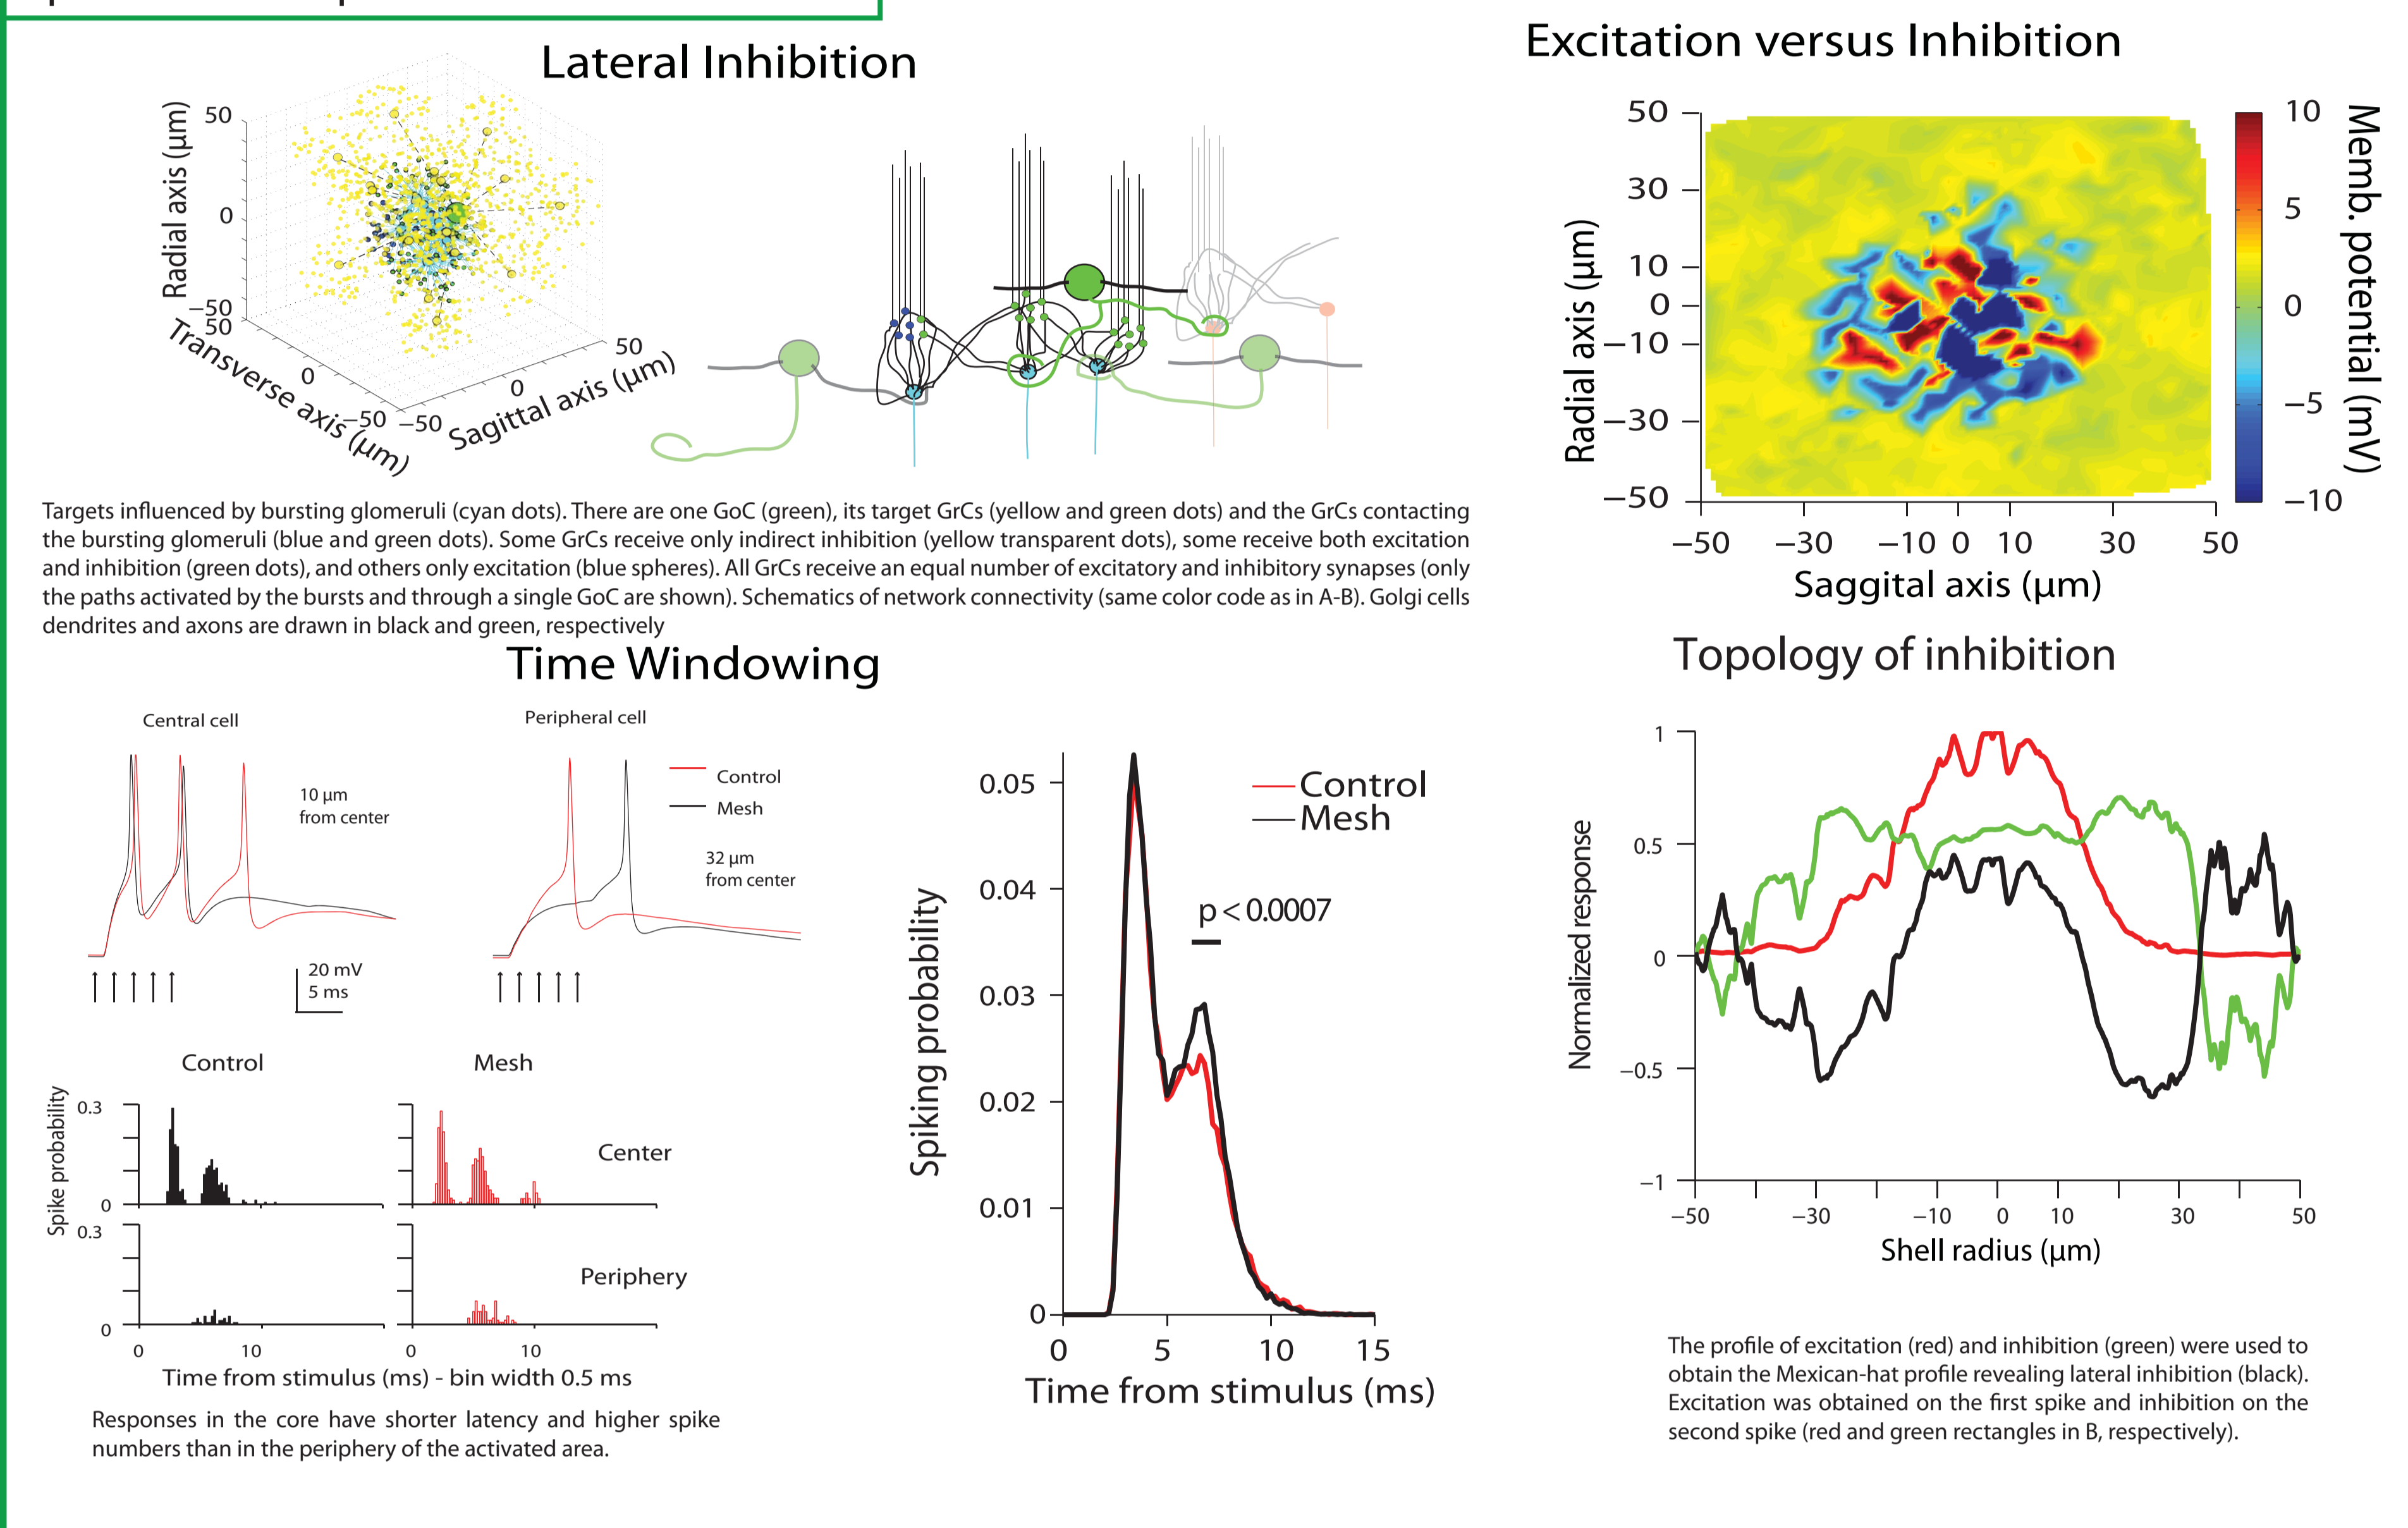 Lateral Inhibition
Radial axis (µm)
50
0
−50
50
0
−50
Transverse axis (µm)
−50
0
50
Sagittal axis (µm)
Targets influenced by bursting glomeruli (cyan dots). There are one GoC (green), its target GrCs (yellow and green dots) and the GrCs contacting
the bursting glomeruli (blue and green dots). Some GrCs receive only indirect inhibition (yellow transparent dots), some receive both excitation
and inhibition (green dots), and others only excitation (blue spheres). All GrCs receive an equal number of excitatory and inhibitory synapses (only
the paths activated by the bursts and through a single GoC are shown). Schematics of network connectivity (same color code as in A-B). Golgi cells
dendrites and axons are drawn in black and green, respectively
Excitation versus Inhibition
Radial axis (µm)
50
30
10
0
−10
−30
−50
−50 −30 −10 0 10 30 50
Saggital axis (µm)
10
5
0
−5
−10
Memb. potential (mV)
Time Windowing
Central cell
10 µm
from center
20 mV
5 ms
Peripheral cell
Control
Mesh
32 µm
from center
Control
Mesh
Spike probability
0.3
0
Center
0.3
0
Periphery
0 10 0 10
Time from stimulus (ms) - bin width 0.5 ms
Responses in the core have shorter latency and higher spike
numbers than in the periphery of the activated area.
Spiking probability
0.05
0.04
0.03
0.02
0.01
0
Control
Mesh
p < 0.0007
0 5 10 15
Time from stimulus (ms)
Topology of inhibition
Normalized response
1
0.5
0
−0.5
−1
−50 −30 −10 0 10 30 50
Shell radius (µm)
The profile of excitation (red) and inhibition (green) were used to
obtain the Mexican-hat profile revealing lateral inhibition (black).
Excitation was obtained on the first spike and inhibition on the
second spike (red and green rectangles in B, respectively).